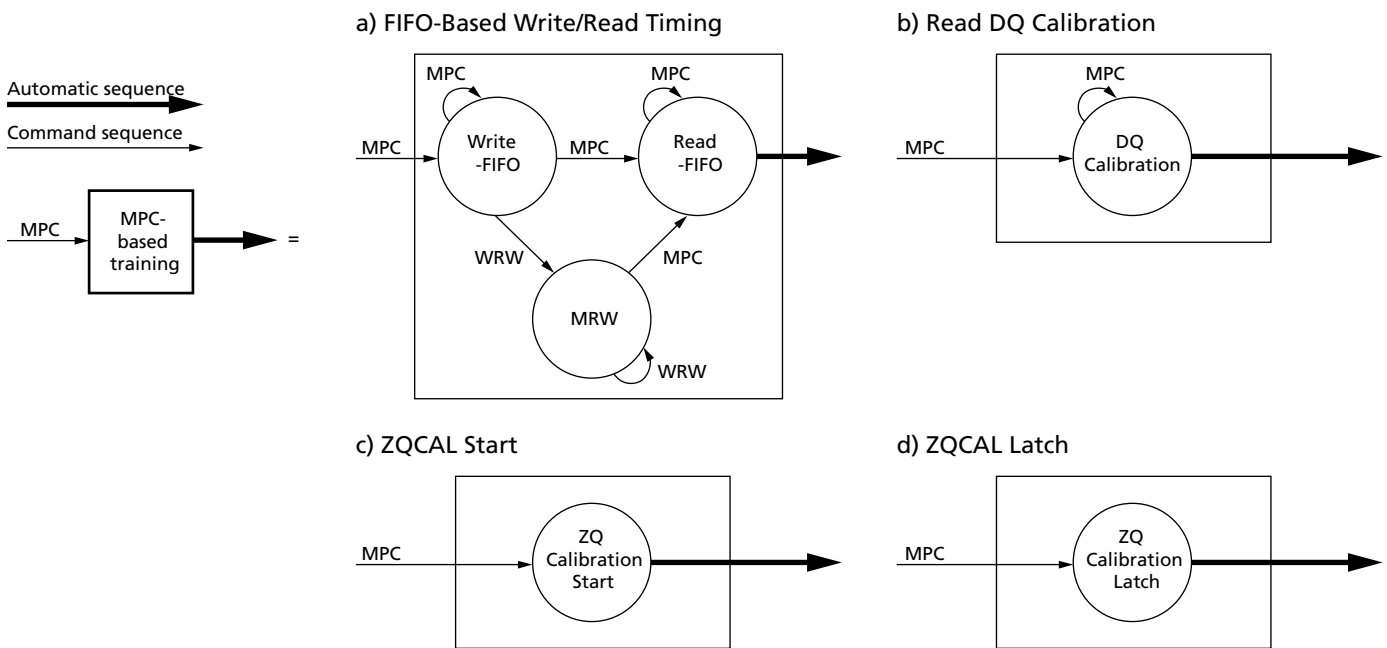 a) FIFO-Based Write/Read Timing
b) Read DQ Calibration
Automatic sequence
Command sequence
MPC
MPC-
based
training
=
MPC
MPC
Write
-FIFO
MPC
MPC
Read
-FIFO
WRW
MPC
MRW
WRW
MPC
MPC
DQ
Calibration
c) ZQCAL Start
d) ZQCAL Latch
MPC
ZQ
Calibration
Start
MPC
ZQ
Calibration
Latch